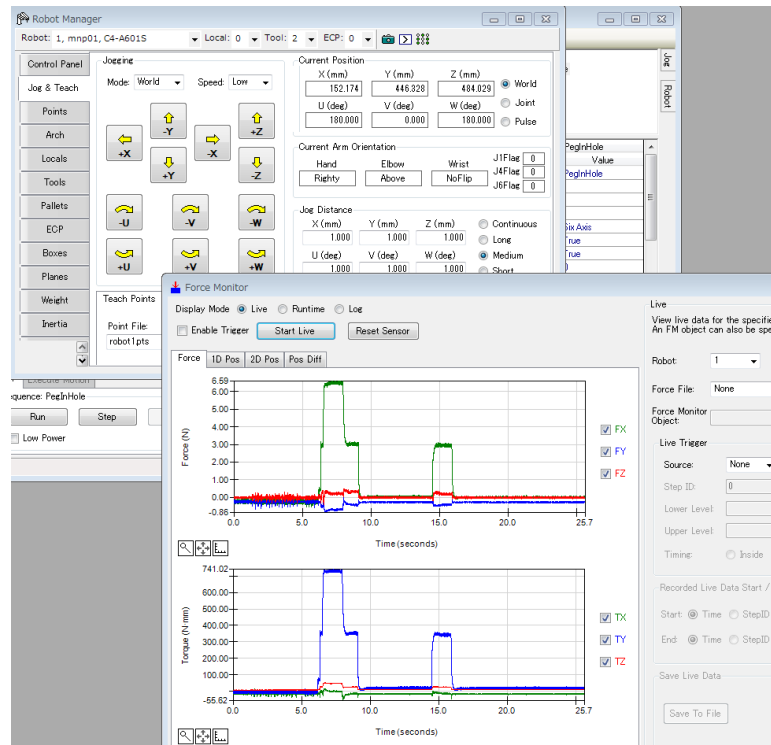 Robot Manager
Robot: 1, mnp01, C4-A601S Local: 0 Tool: 2 ECP: 0
Control Panel
Jog & Teach
Points
Arch
Locals
Tools
Pallets
ECP
Boxes
Planes
Weight
Inertia
Jogging
Mode: World Speed: Low
-Y +Z
+X -X
+Y -Z
-U -V -W
+U +V +W
Teach Points
Point File:
robot1.pts
Current Position
X (mm) Y (mm) Z (mm)
152.174 446.328 484.029
U (deg) V (deg) W (deg)
180.000 0.000 180.000
World
Joint
Pulse
Current Arm Orientation
Hand Elbow Wrist
Righty Above NoFlip
J1Flag 0
J4Flag 0
J6Flag 0
Jog Distance
X (mm) Y (mm) Z (mm)
1.000 1.000 1.000
U (deg) V (deg) W (deg)
1.000 1.000 1.000
Continuous
Long
Medium
Short
Jog
Robot
PegInHole
Value
PegInHole
Six Axis
True
True
Execute Motion
equence: PegInHole
Run Step
Low Power
Force Monitor
Display Mode Live Runtime Log
Enable Trigger Start Live Reset Sensor
Force 1D Pos 2D Pos Pos Diff
Force (N)
6.59
6.00
5.00
4.00
3.00
2.00
1.00
0.00
-0.86
0.0 5.0 10.0 15.0 20.0 25.7
Time (seconds)
FX
FY
FZ
Torque (N·mm)
741.02
600.00
500.00
400.00
300.00
200.00
100.00
-55.62
0.0 5.0 10.0 15.0 20.0 25.7
Time (seconds)
TX
TY
TZ
Live
View live data for the specifie
An FM object can also be spe
Robot: 1
Force File: None
Force Monitor
Object:
Live Trigger
Source: None
Step ID: 0
Lower Level:
Upper Level:
Timing: Inside
Recorded Live Data Start /
Start: Time StepID
End: Time StepID
Save Live Data
Save To File